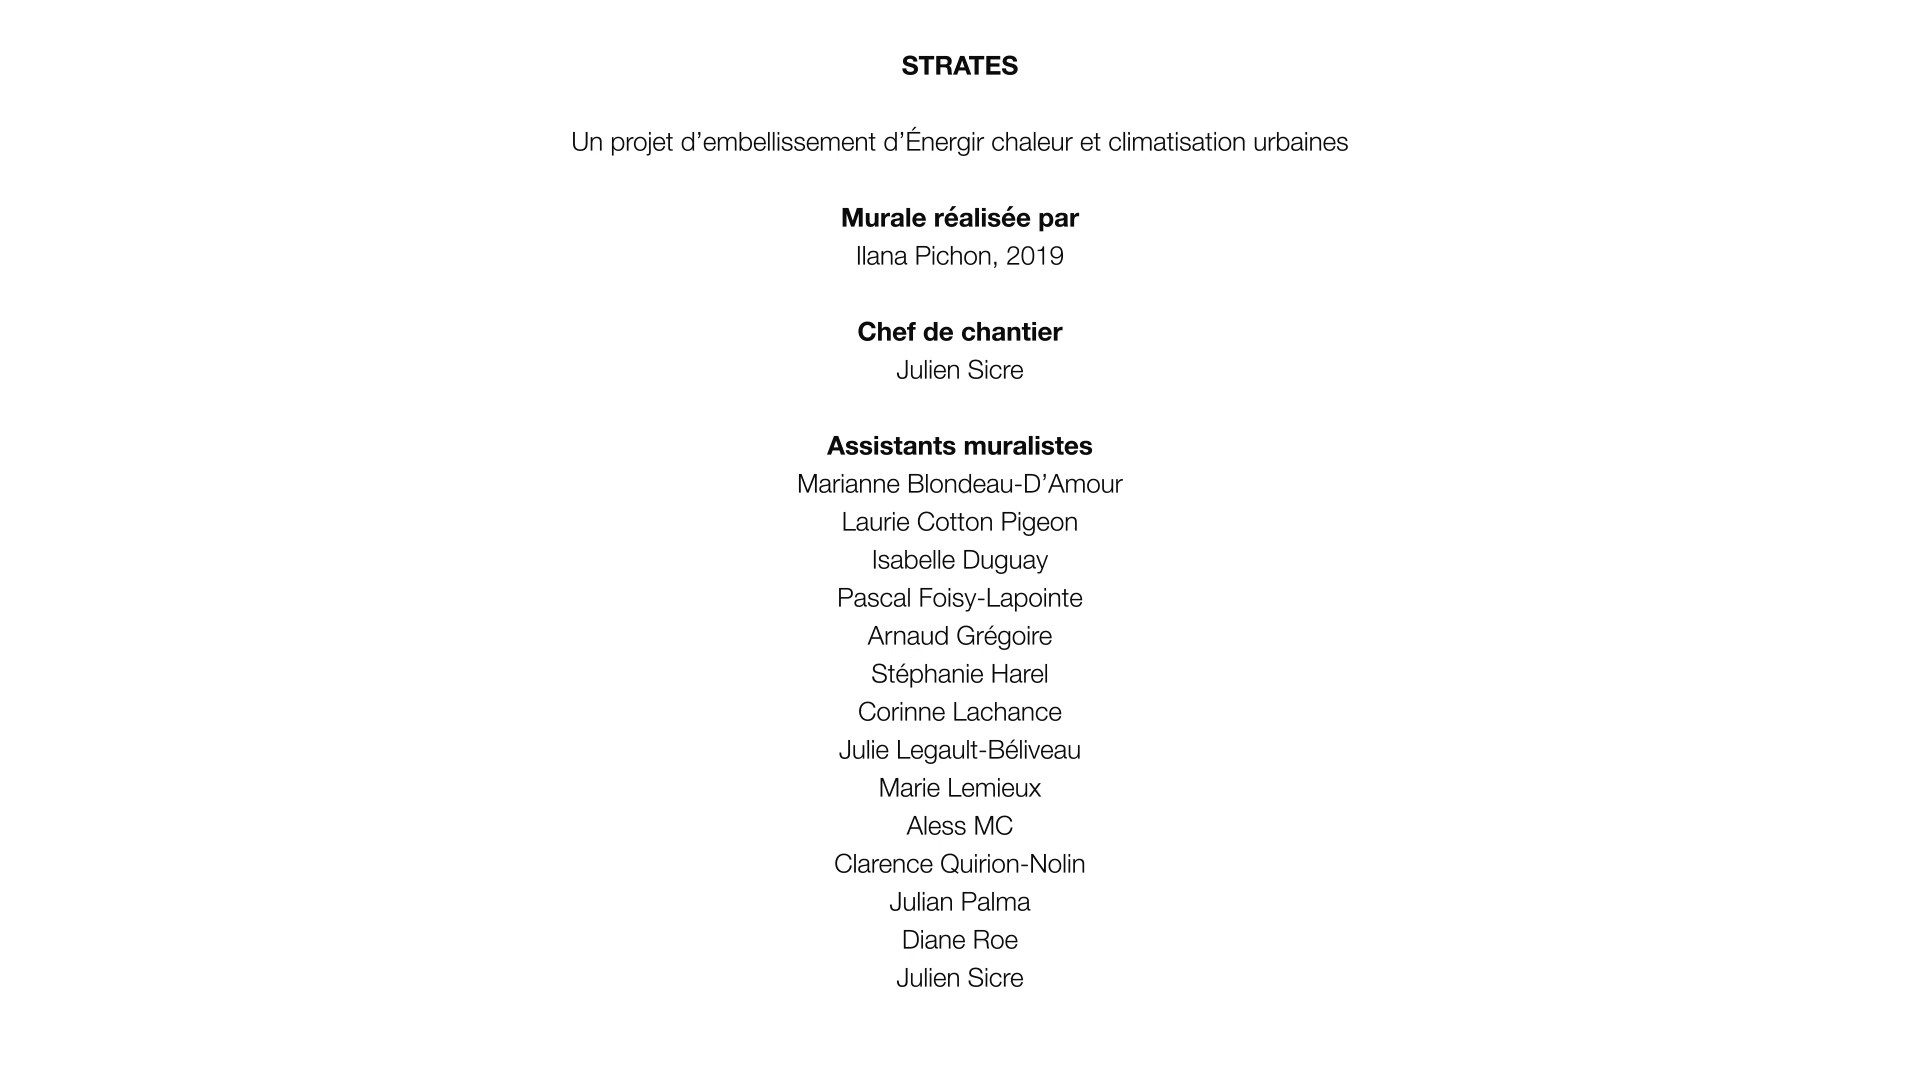 STRATES
Un projet d’embellissement d’Énergir chaleur et climatisation urbaines
Murale réalisée par
Ilana Pichon, 2019
Chef de chantier
Julien Sicre
Assistants muralistes
Marianne Blondeau-D’Amour
Laurie Cotton Pigeon
Isabelle Duguay
Pascal Foisy-Lapointe
Arnaud Grégoire
Stéphanie Harel
Corinne Lachance
Julie Legault-Béliveau
Marie Lemieux
Aless MC
Clarence Quirion-Nolin
Julian Palma
Diane Roe
Julien Sicre